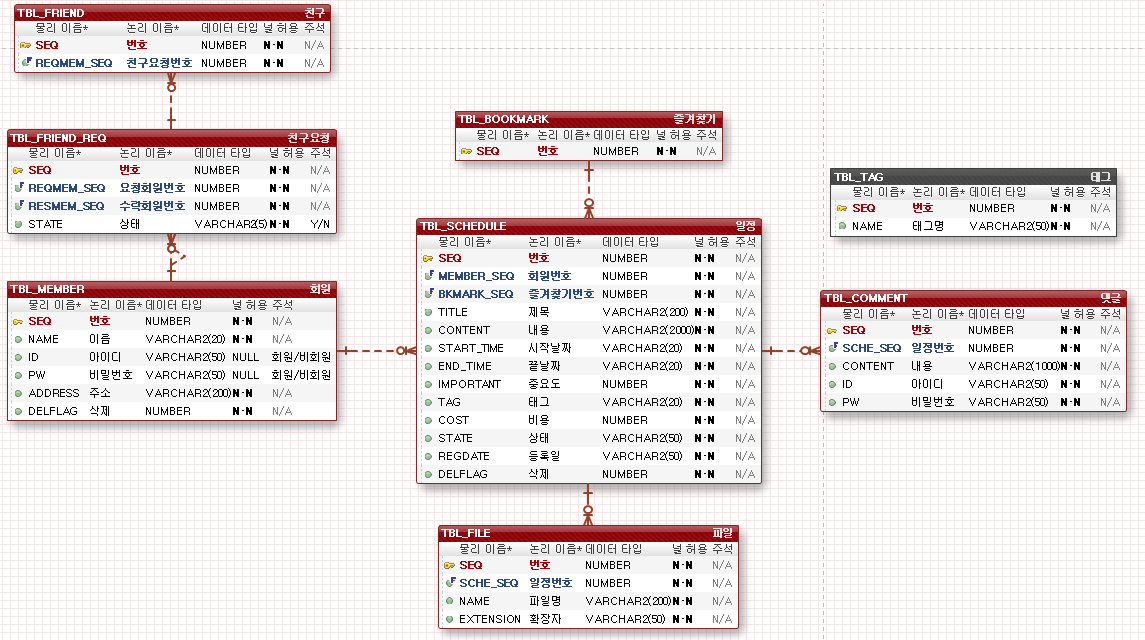 TBL_FRIEND 친구
물리 이름* 논리 이름* 데이터 타입 널 허용 주석
SEQ 번호 NUMBER N-N N/A
REQMEM_SEQ 친구요청번호 NUMBER N-N N/A
TBL_FRIEND_REQ 친구요청
물리 이름* 논리 이름* 데이터 타입 널 허용 주석
SEQ 번호 NUMBER N-N N/A
REQMEM_SEQ 요청회원번호 NUMBER N-N N/A
RESMEM_SEQ 수락회원번호 NUMBER N-N N/A
STATE 상태 VARCHAR2(5) N-N Y/N
TBL_MEMBER 회원
물리 이름* 논리 이름* 데이터 타입 널 허용 주석
SEQ 번호 NUMBER N-N N/A
NAME 이름 VARCHAR2(20) N-N N/A
ID 아이디 VARCHAR2(50) NULL 회원/비회원
PW 비밀번호 VARCHAR2(50) NULL 회원/비회원
ADDRESS 주소 VARCHAR2(200) N-N N/A
DELFLAG 삭제 NUMBER N-N N/A
TBL_BOOKMARK 즐겨찾기
물리 이름* 논리 이름* 데이터 타입 널 허용 주석
SEQ 번호 NUMBER N-N N/A
TBL_SCHEDULE 일정
물리 이름* 논리 이름* 데이터 타입 널 허용 주석
SEQ 번호 NUMBER N-N N/A
MEMBER_SEQ 회원번호 NUMBER N-N N/A
BKMARK_SEQ 즐겨찾기번호 NUMBER N-N N/A
TITLE 제목 VARCHAR2(200) N-N N/A
CONTENT 내용 VARCHAR2(2000) N-N N/A
START_TIME 시작날짜 VARCHAR2(20) N-N N/A
END_TIME 끝날짜 VARCHAR2(20) N-N N/A
IMPORTANT 중요도 NUMBER N-N N/A
TAG 태그 VARCHAR2(20) N-N N/A
COST 비용 NUMBER N-N N/A
STATE 상태 VARCHAR2(50) N-N N/A
REGDATE 등록일 VARCHAR2(50) N-N N/A
DELFLAG 삭제 NUMBER N-N N/A
TBL_FILE 파일
물리 이름* 논리 이름* 데이터 타입 널 허용 주석
SEQ 번호 NUMBER N-N N/A
SCHE_SEQ 일정번호 NUMBER N-N N/A
NAME 파일명 VARCHAR2(200) N-N N/A
EXTENSION 확장자 VARCHAR2(50) N-N N/A
TBL_TAG 태그
물리 이름* 논리 이름* 데이터 타입 널 허용 주석
SEQ 번호 NUMBER N-N N/A
NAME 태그명 VARCHAR2(50) N-N N/A
TBL_COMMENT 댓글
물리 이름* 논리 이름* 데이터 타입 널 허용 주석
SEQ 번호 NUMBER N-N N/A
SCHE_SEQ 일정번호 NUMBER N-N N/A
CONTENT 내용 VARCHAR2(1000) N-N N/A
ID 아이디 VARCHAR2(50) N-N N/A
PW 비밀번호 VARCHAR2(50) N-N N/A